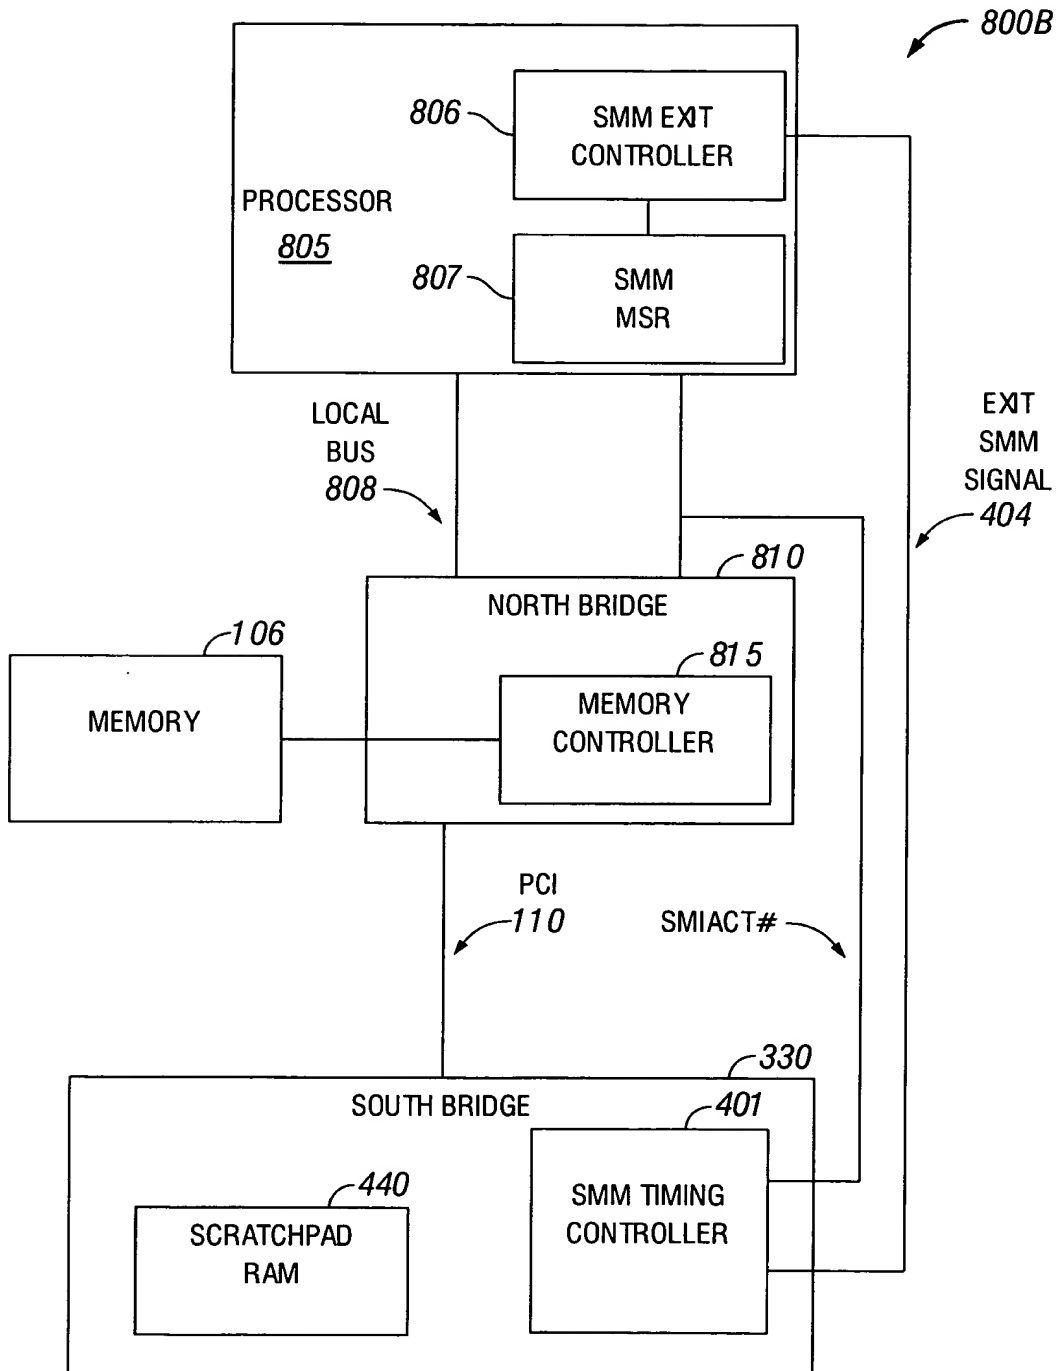 800B
806
SMM EXIT
CONTROLLER
PROCESSOR
805
807
SMM
MSR
LOCAL
BUS
808
EXIT
SMM
SIGNAL
404
810
NORTH BRIDGE
106
MEMORY
815
MEMORY
CONTROLLER
PCI
110
SMIACT#
330
SOUTH BRIDGE
401
SMM TIMING
CONTROLLER
440
SCRATCHPAD
RAM